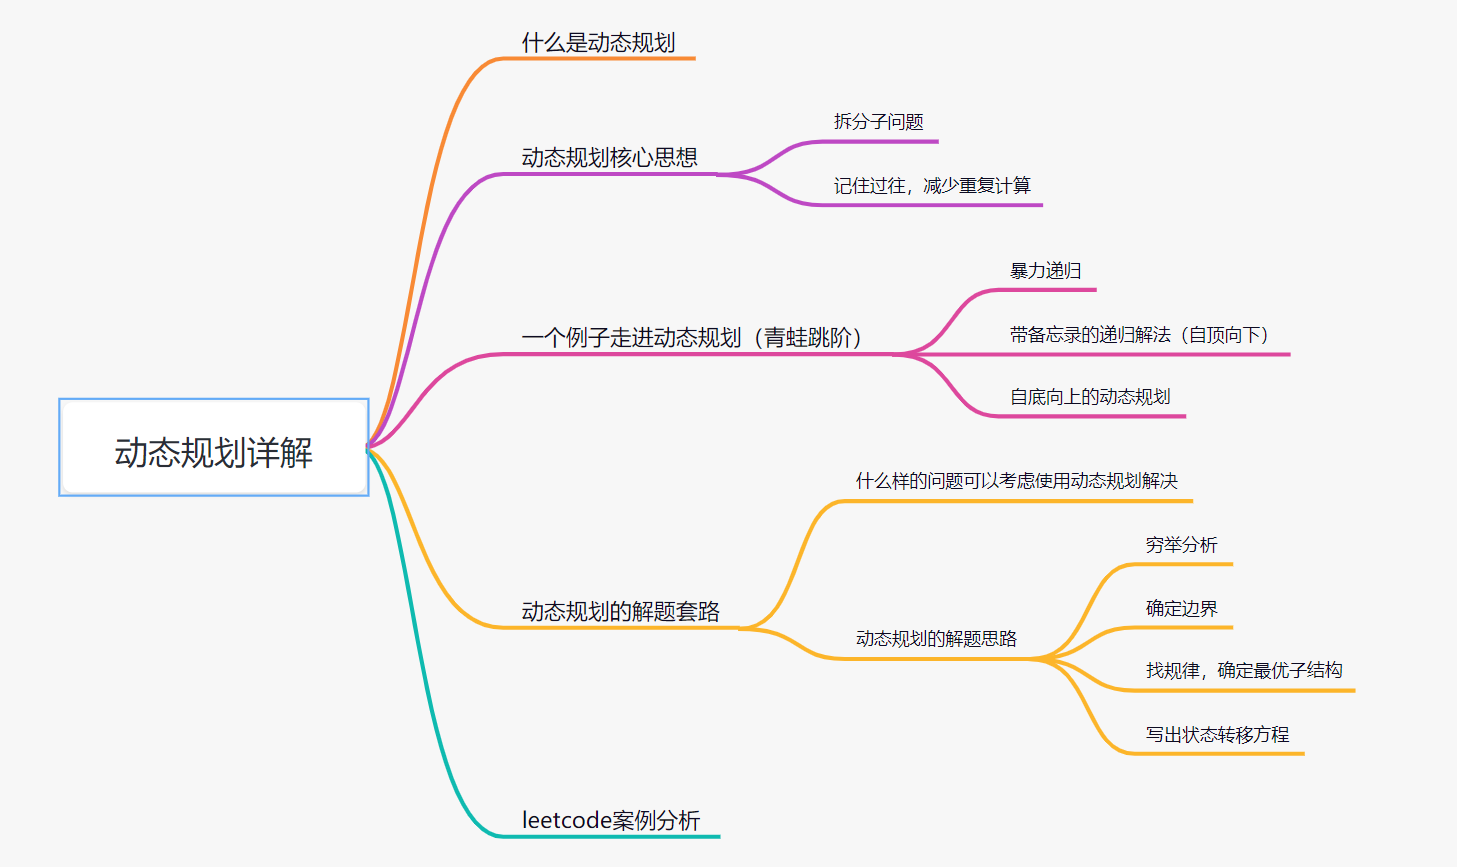 什么是动态规划
拆分子问题
动态规划核心思想
记住过往，减少重复计算
暴力递归
一个例子走进动态规划（青蛙跳阶）
带备忘录的递归解法（自顶向下）
自底向上的动态规划
动态规划详解
什么样的问题可以考虑使用动态规划解决
穷举分析
动态规划的解题套路
确定边界
动态规划的解题思路
找规律，确定最优子结构
写出状态转移方程
leetcode案例分析